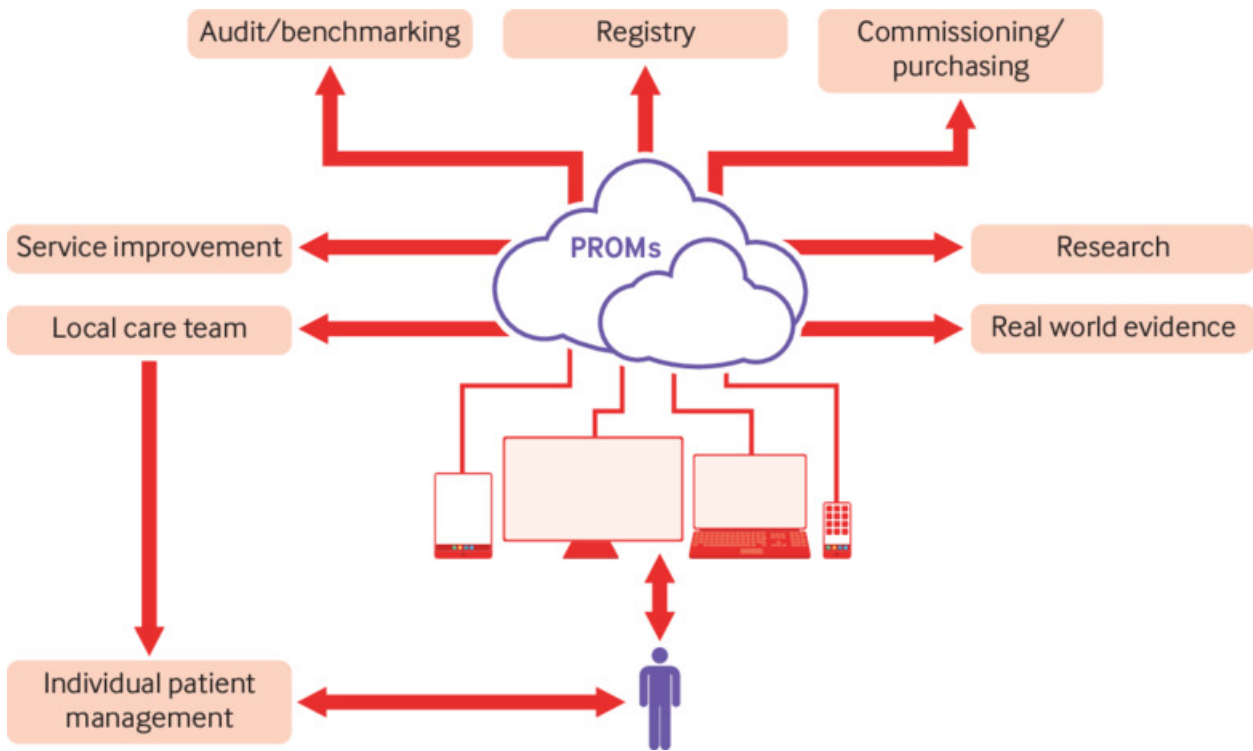 Audit/benchmarking
Registry
Commissioning/
purchasing
Service improvement
PROMs
Research
Local care team
Real world evidence
Individual patient
management